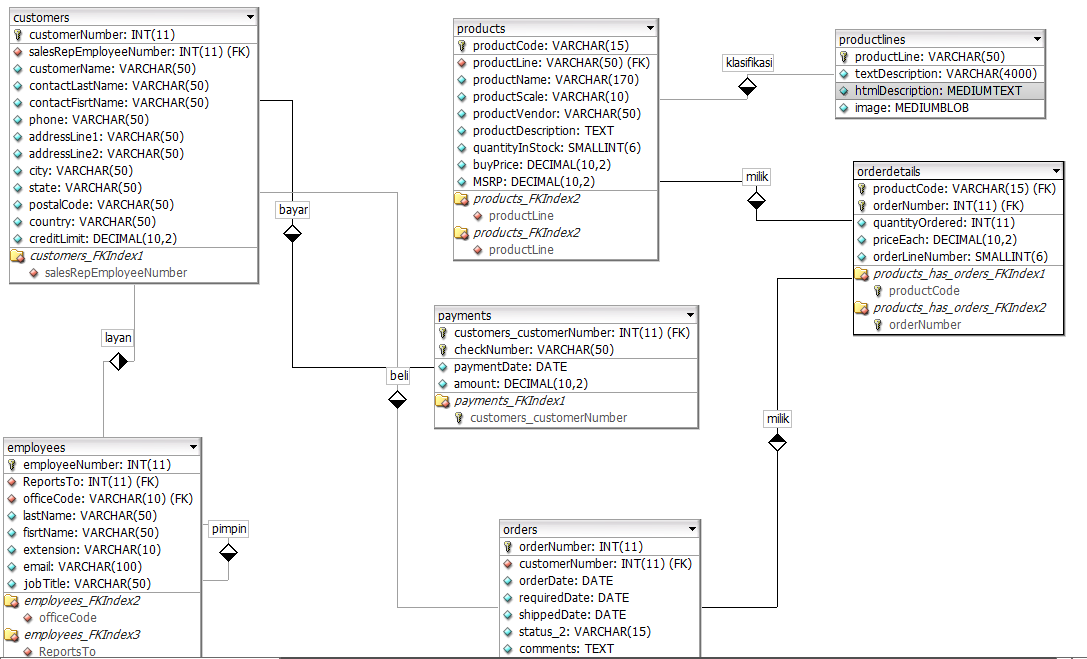 customers
customerNumber: INT(11)
salesRepEmployeeNumber: INT(11) (FK)
customerName: VARCHAR(50)
contactLastName: VARCHAR(50)
contactFisrtName: VARCHAR(50)
phone: VARCHAR(50)
addressLine1: VARCHAR(50)
addressLine2: VARCHAR(50)
city: VARCHAR(50)
state: VARCHAR(50)
postalCode: VARCHAR(50)
country: VARCHAR(50)
creditLimit: DECIMAL(10,2)
customers_FKIndex1
salesRepEmployeeNumber
products
productCode: VARCHAR(15)
productLine: VARCHAR(50) (FK)
productName: VARCHAR(170)
productScale: VARCHAR(10)
productVendor: VARCHAR(50)
productDescription: TEXT
quantityInStock: SMALLINT(6)
buyPrice: DECIMAL(10,2)
MSRP: DECIMAL(10,2)
products_FKIndex2
productLine
products_FKIndex2
productLine
klasifikasi
productlines
productLine: VARCHAR(50)
textDescription: VARCHAR(4000)
htmlDescription: MEDIUMTEXT
image: MEDIUMBLOB
milik
orderdetails
productCode: VARCHAR(15) (FK)
orderNumber: INT(11) (FK)
quantityOrdered: INT(11)
priceEach: DECIMAL(10,2)
orderLineNumber: SMALLINT(6)
products_has_orders_FKIndex1
productCode
products_has_orders_FKIndex2
orderNumber
bayar
layan
beli
payments
customers_customerNumber: INT(11) (FK)
checkNumber: VARCHAR(50)
paymentDate: DATE
amount: DECIMAL(10,2)
payments_FKIndex1
customers_customerNumber
milik
employees
employeeNumber: INT(11)
ReportsTo: INT(11) (FK)
officeCode: VARCHAR(10) (FK)
lastName: VARCHAR(50)
fisrtName: VARCHAR(50)
extension: VARCHAR(10)
email: VARCHAR(100)
jobTitle: VARCHAR(50)
employees_FKIndex2
officeCode
employees_FKIndex3
ReportsTo
pimpin
orders
orderNumber: INT(11)
customerNumber: INT(11) (FK)
orderDate: DATE
requiredDate: DATE
shippedDate: DATE
status_2: VARCHAR(15)
comments: TEXT